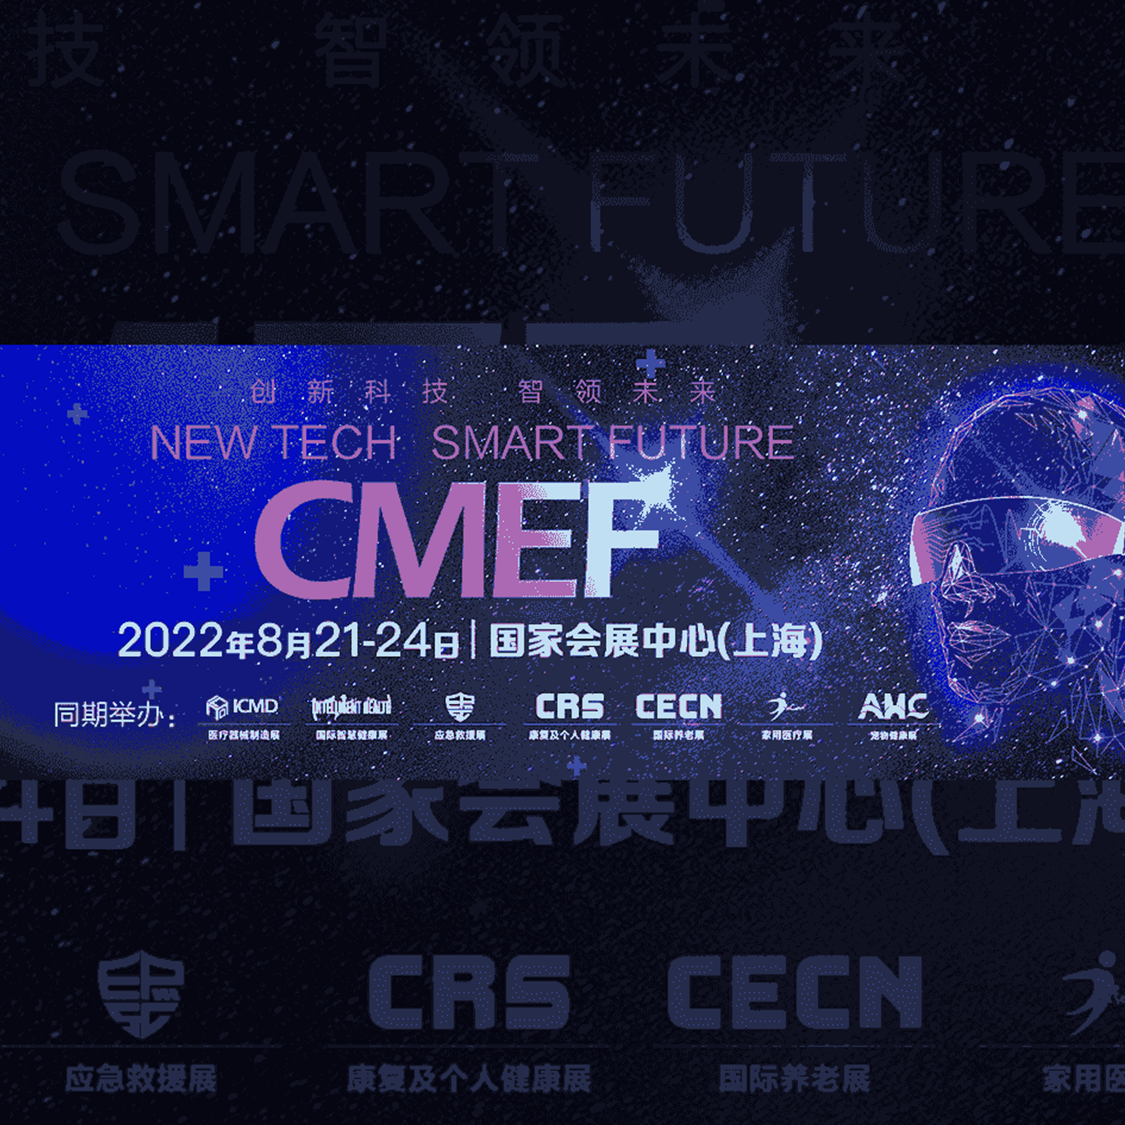 技 智 领 未 来
SMART FUTURE
创 新 科 技 智 领 未 来
NEW TECH SMART FUTURE
CMEF
2022年8月21-24日|国家会展中心(上海)
同期举办:
ICMD INTELLIGENT HEALTH CRS CECN AWC
医疗器械制造展 国际智慧健康展 应急救援展 康复及个人健康展 国际养老展 家用医疗展 宠物健康展
4日|国家会展中心(上海
CRS CECN
应急救援展 康复及个人健康展 国际养老展 家用医